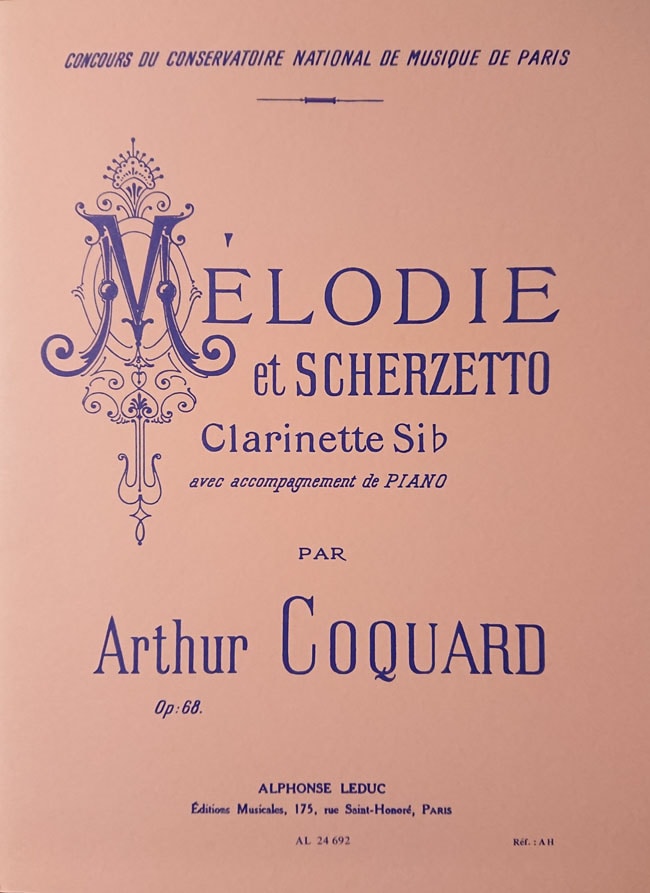 CONCOURS DU CONSERVATOIRE NATIONAL DE MUSIQUE DE PARIS
MÉLODIE
et SCHERZETTO
Clarinette Si♭
avec accompagnement de PIANO
PAR
Arthur COQUARD
Op: 68.
ALPHONSE LEDUC
Éditions Musicales, 175, rue Saint-Honoré, PARIS
AL 24 692
Réf. : AH